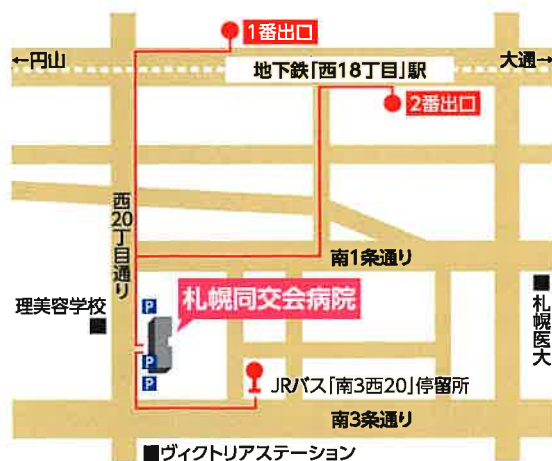 1番出口
←円山
地下鉄「西18丁目」駅
大通→
2番出口
西20丁目通り
南1条通り
理美容学校
P
札幌同交会病院
札幌医大
P
P
JRバス「南3西20」停留所
南3条通り
ヴィクトリアステーション